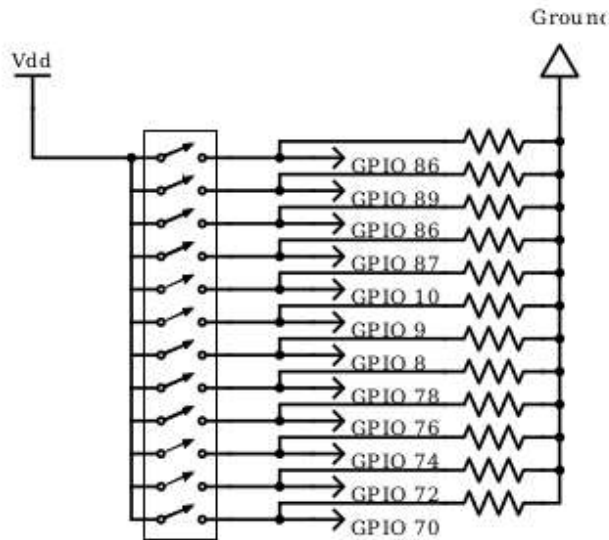 Ground
Vdd
GPIO 86
GPIO 89
GPIO 86
GPIO 87
GPIO 10
GPIO 9
GPIO 8
GPIO 78
GPIO 76
GPIO 74
GPIO 72
GPIO 70